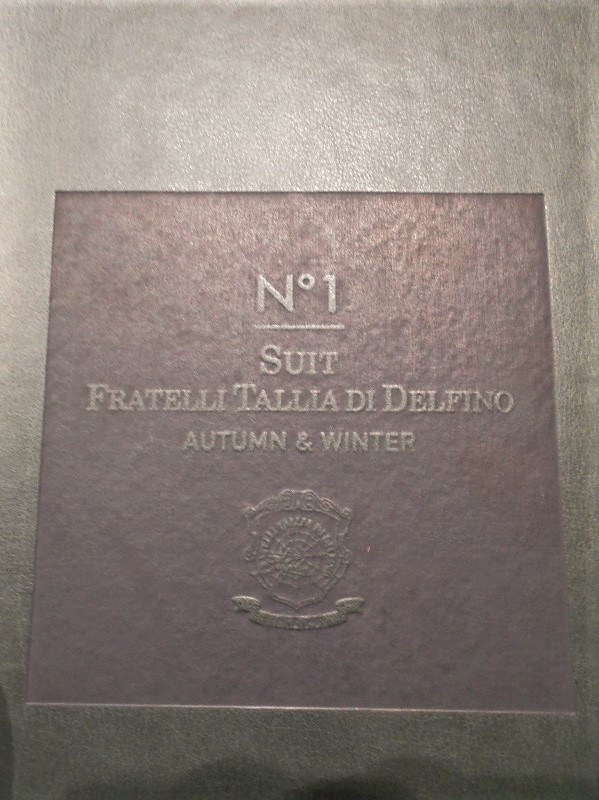 N°1
SUIT
FRATELLI TALLIA DI DELFINO
AUTUMN & WINTER